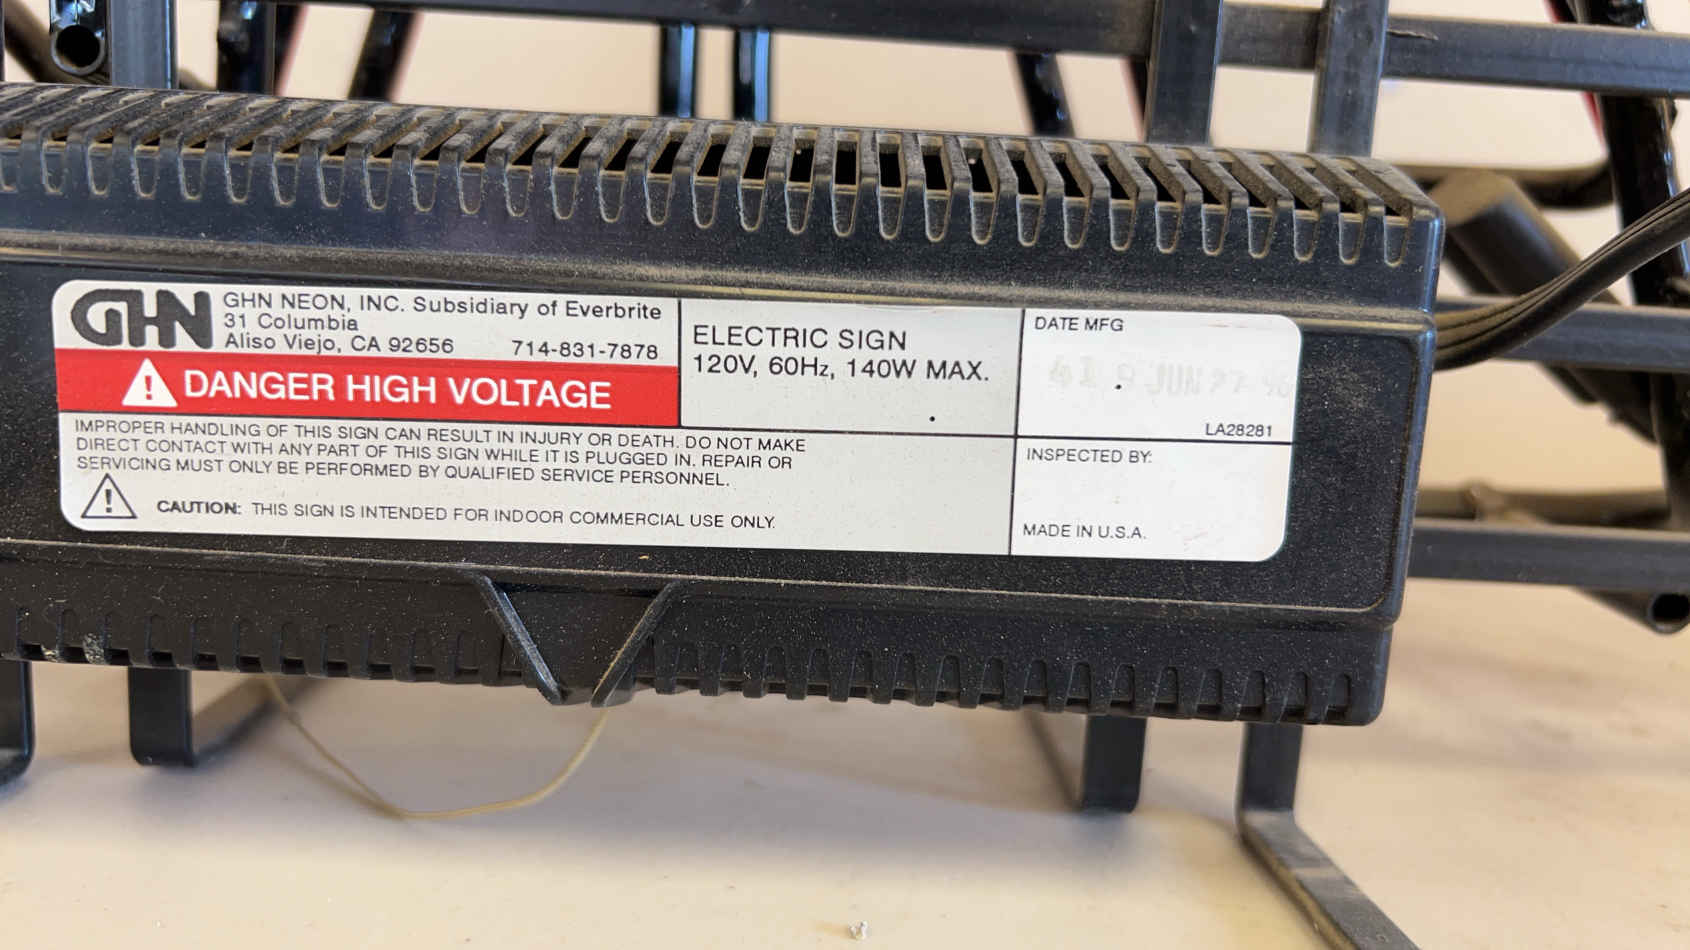 GHN
GHN NEON, INC. Subsidiary of Everbrite
31 Columbia
Aliso Viejo, CA 92656 714-831-7878
DANGER HIGH VOLTAGE
ELECTRIC SIGN
120V, 60Hz, 140W MAX.
DATE MFG
JUN
LA28281
IMPROPER HANDLING OF THIS SIGN CAN RESULT IN INJURY OR DEATH. DO NOT MAKE
DIRECT CONTACT WITH ANY PART OF THIS SIGN WHILE IT IS PLUGGED IN. REPAIR OR
SERVICING MUST ONLY BE PERFORMED BY QUALIFIED SERVICE PERSONNEL.
CAUTION: THIS SIGN IS INTENDED FOR INDOOR COMMERCIAL USE ONLY.
INSPECTED BY:
MADE IN U.S.A.